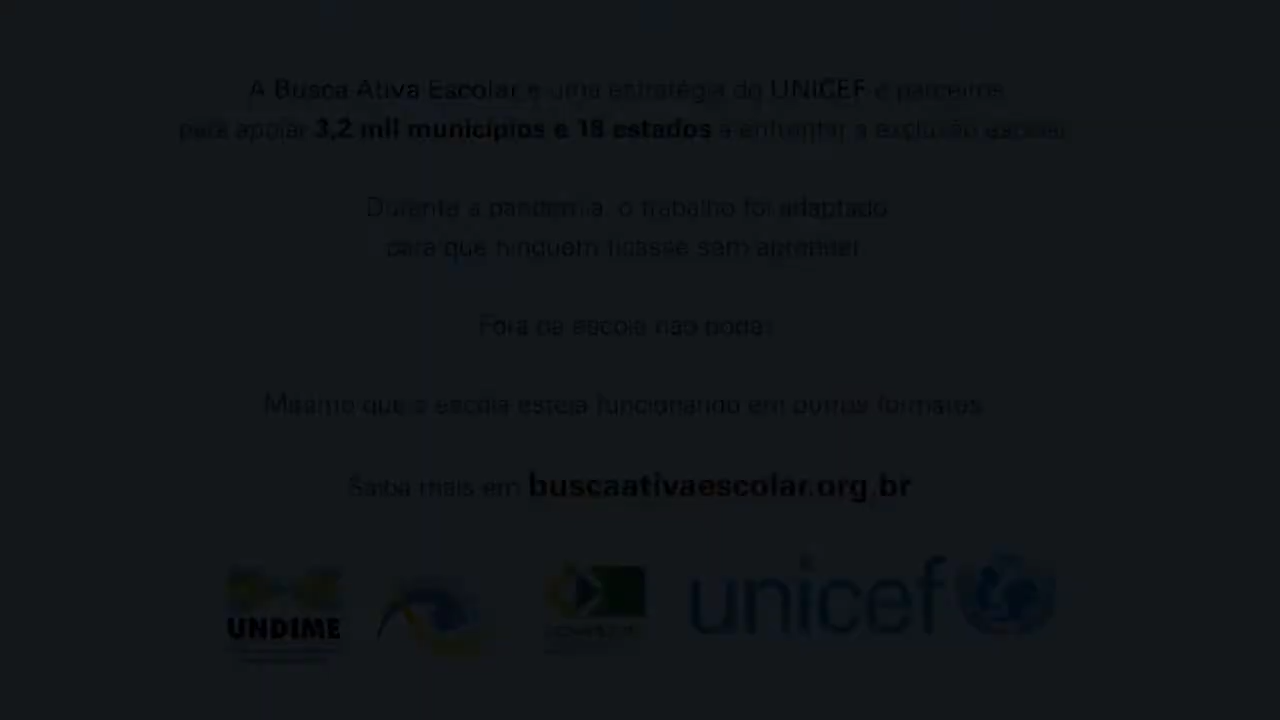 A Busca Ativa Escolar é uma estratégia do UNICEF e parceiros
para apoiar 3,2 mil municípios e 18 estados a enfrentar a exclusão escolar.
Durante a pandemia, o trabalho foi adaptado
para que ninguém ficasse sem aprender.
Fora da escola não pode!
Mesmo que a escola esteja funcionando em outros formatos.
Saiba mais em buscaativaescolar.org.br
UNDIME
unicef